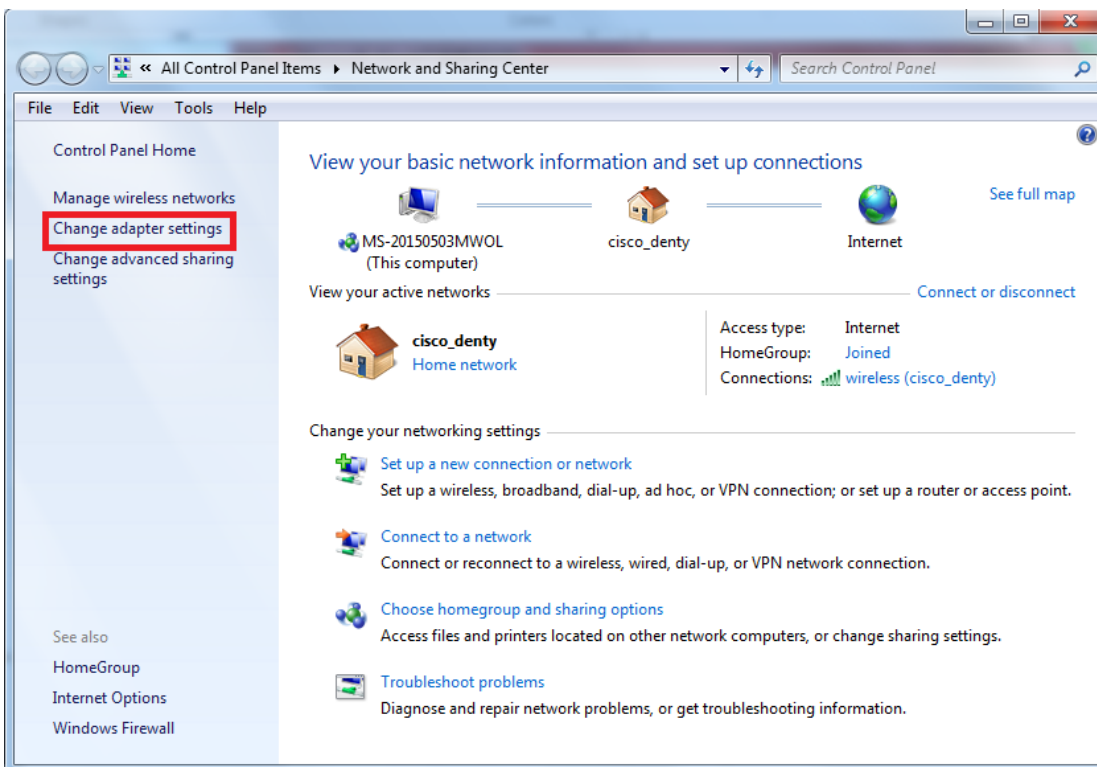 « All Control Panel Items ▸ Network and Sharing Center
Search Control Panel
File Edit View Tools Help
Control Panel Home
Manage wireless networks
Change adapter settings
Change advanced sharing
settings
See also
HomeGroup
Internet Options
Windows Firewall
View your basic network information and set up connections
See full map
MS-20150503MWOL
(This computer)
cisco_denty
Internet
View your active networks
Connect or disconnect
cisco_denty
Home network
Access type: Internet
HomeGroup: Joined
Connections: wireless (cisco_denty)
Change your networking settings
Set up a new connection or network
Set up a wireless, broadband, dial-up, ad hoc, or VPN connection; or set up a router or access point.
Connect to a network
Connect or reconnect to a wireless, wired, dial-up, or VPN network connection.
Choose homegroup and sharing options
Access files and printers located on other network computers, or change sharing settings.
Troubleshoot problems
Diagnose and repair network problems, or get troubleshooting information.